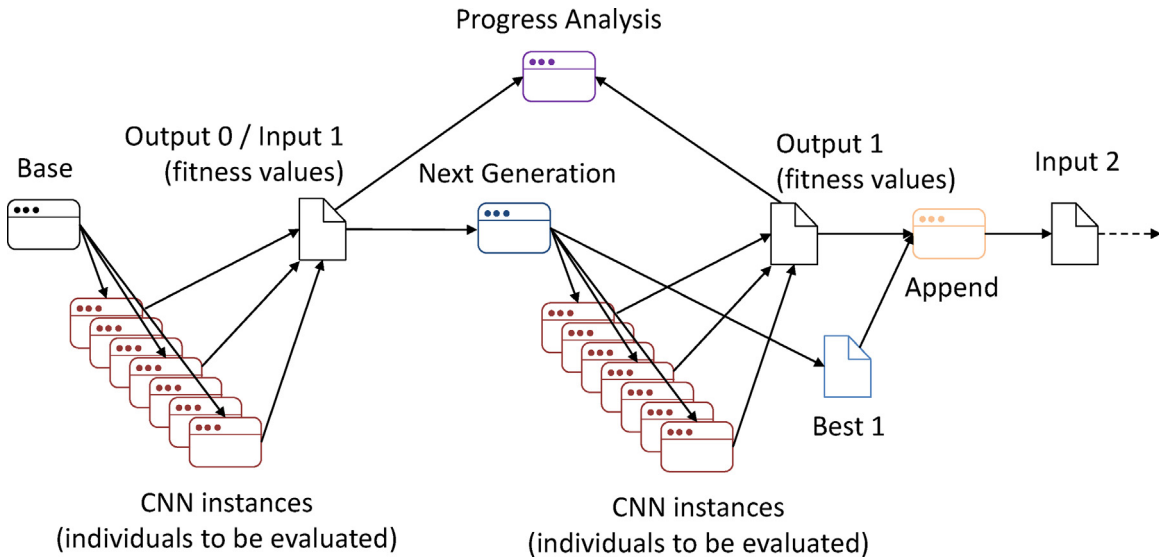 Progress Analysis
Output 0 / Input 1
(fitness values)
Base
Next Generation
Output 1
(fitness values)
Input 2
Append
Best 1
CNN instances
(individuals to be evaluated)
CNN instances
(individuals to be evaluated)